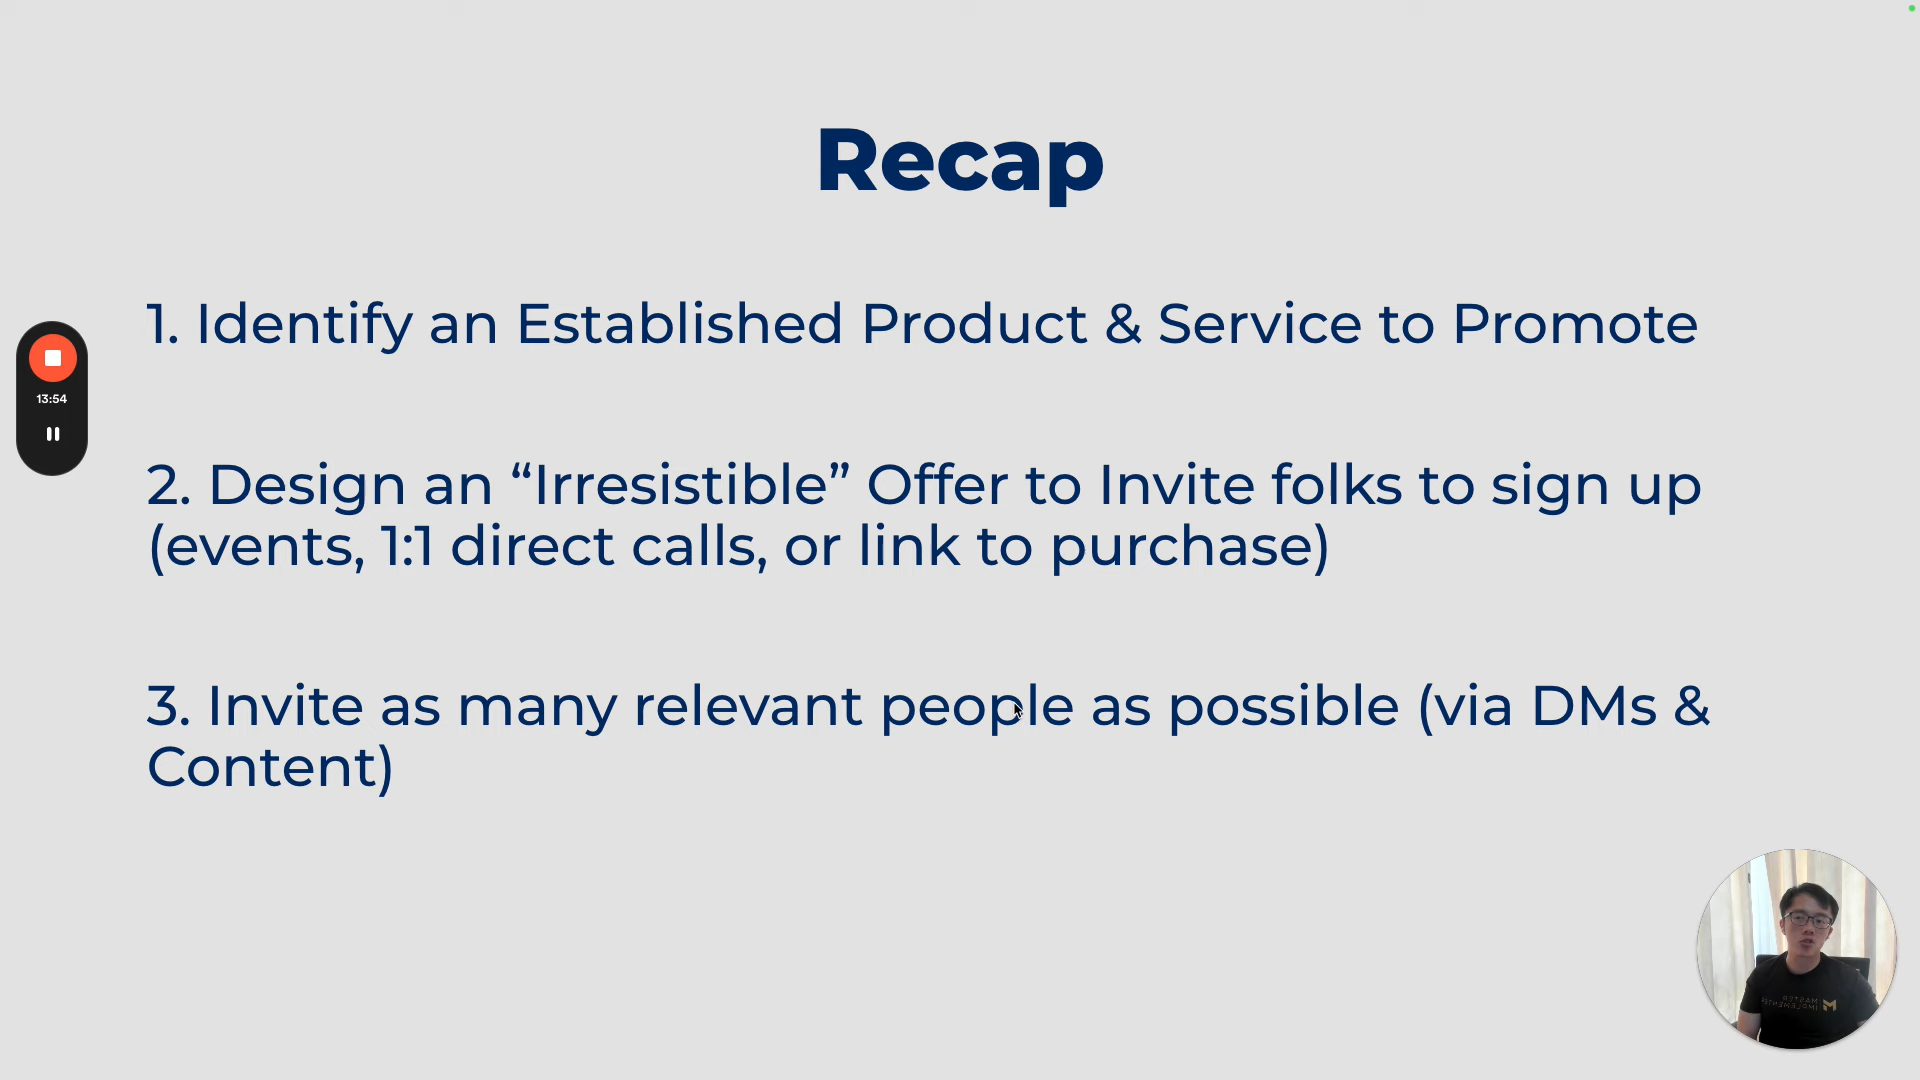 Recap
1. Identify an Established Product & Service to Promote
2. Design an “Irresistible” Offer to Invite folks to sign up
(events, 1:1 direct calls, or link to purchase)
3. Invite as many relevant people as possible (via DMs &
Content)
13:54
MASTER
IMPLEMENTER